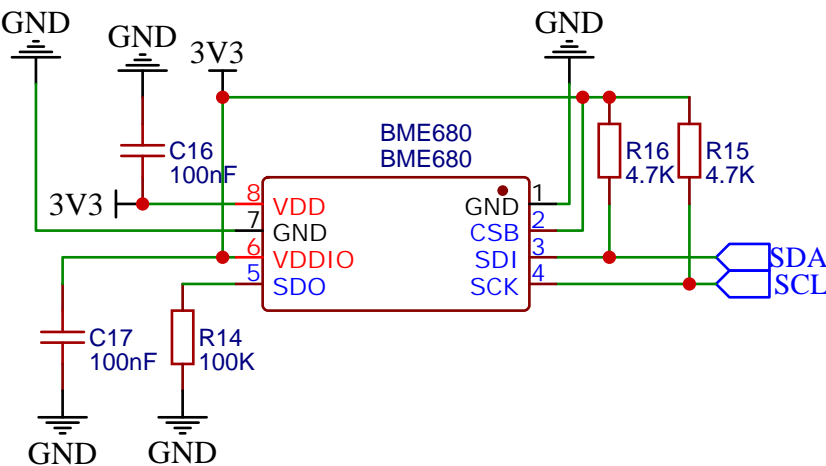 GND
GND
3V3
GND
BME680
BME680
C16
100nF
R16
4.7K
R15
4.7K
3V3
8
VDD
7
GND
6
VDDIO
5
SDO
GND
1
CSB
2
SDI
3
SCK
4
SDA
SCL
C17
100nF
R14
100K
GND
GND